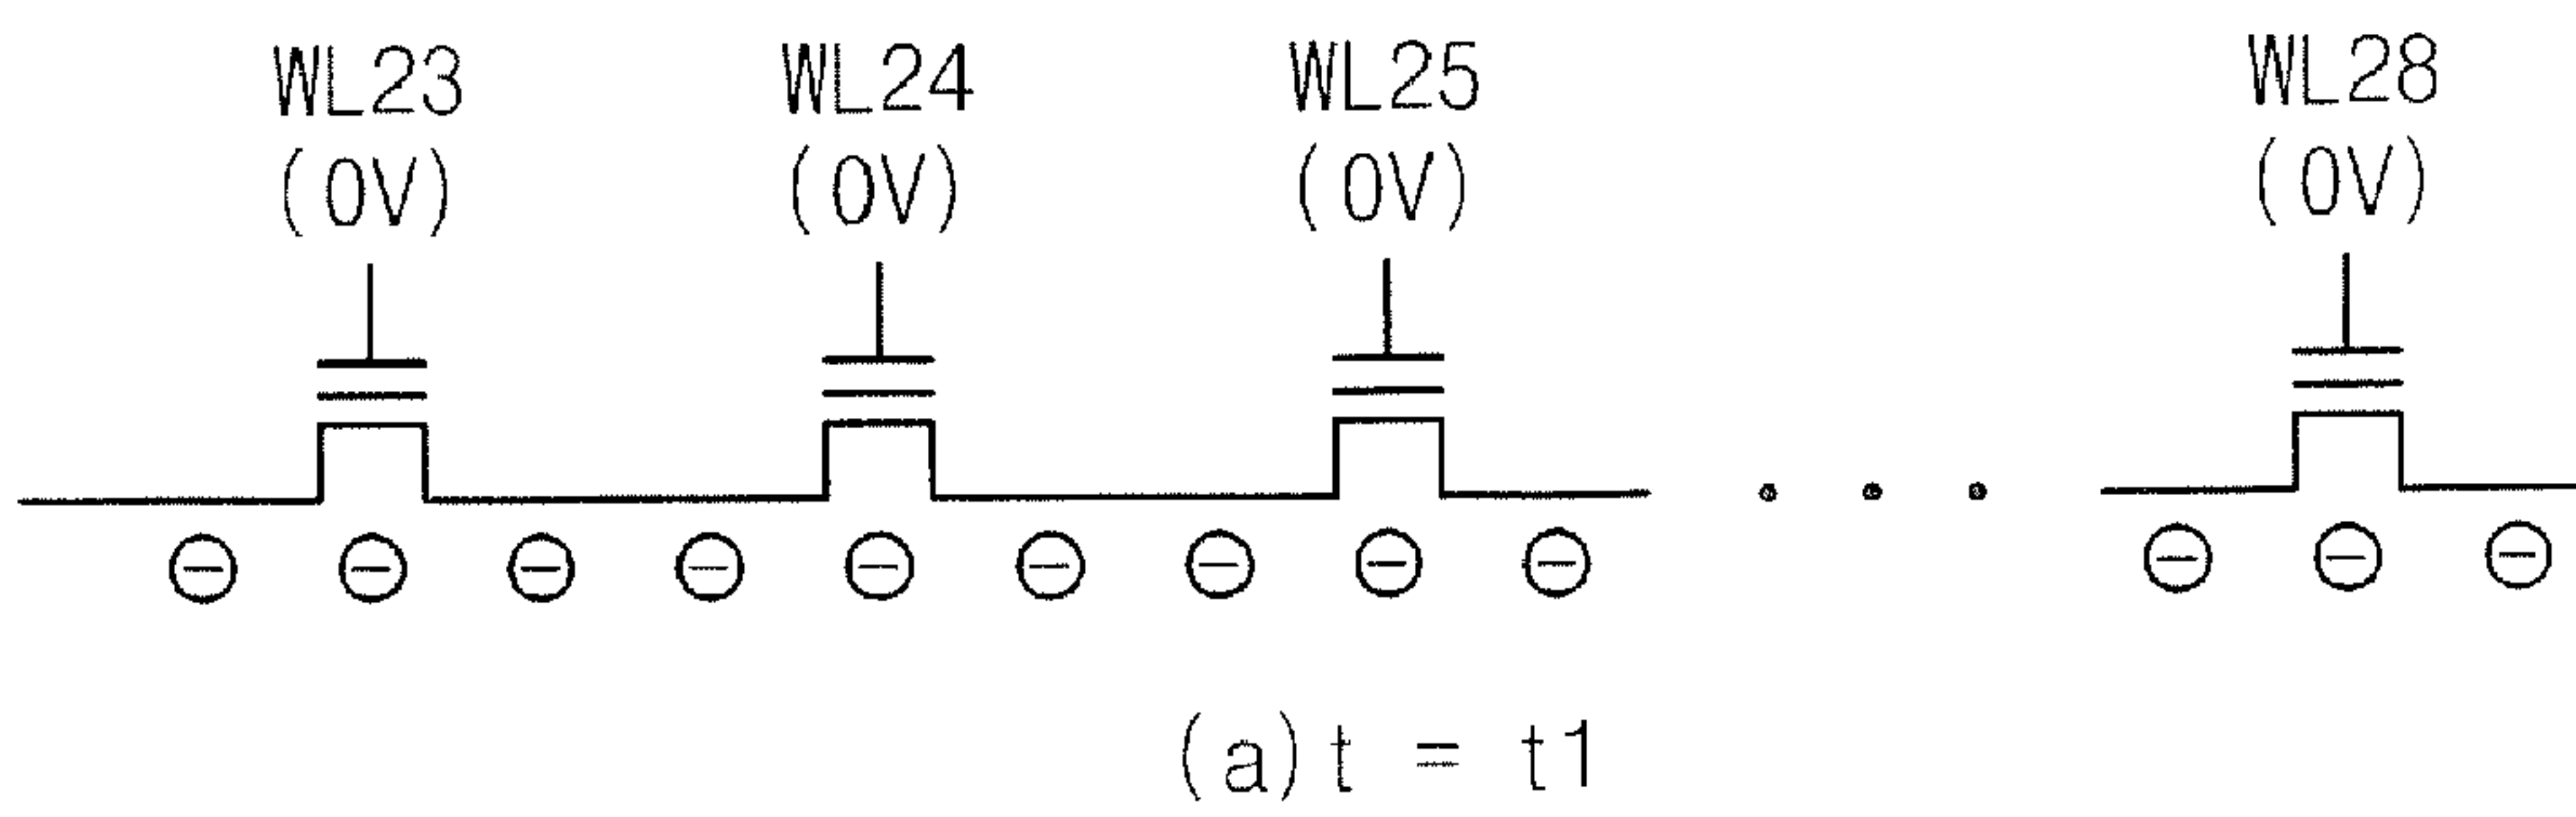 WL23 WL24 WL25 WL28
(0V) (0V) (0V) (0V)
⊖ ⊖ ⊖ ⊖ ⊖ ⊖ ⊖ ⊖ ⊖ ⊖ ⊖ ⊖
(a) t = t1